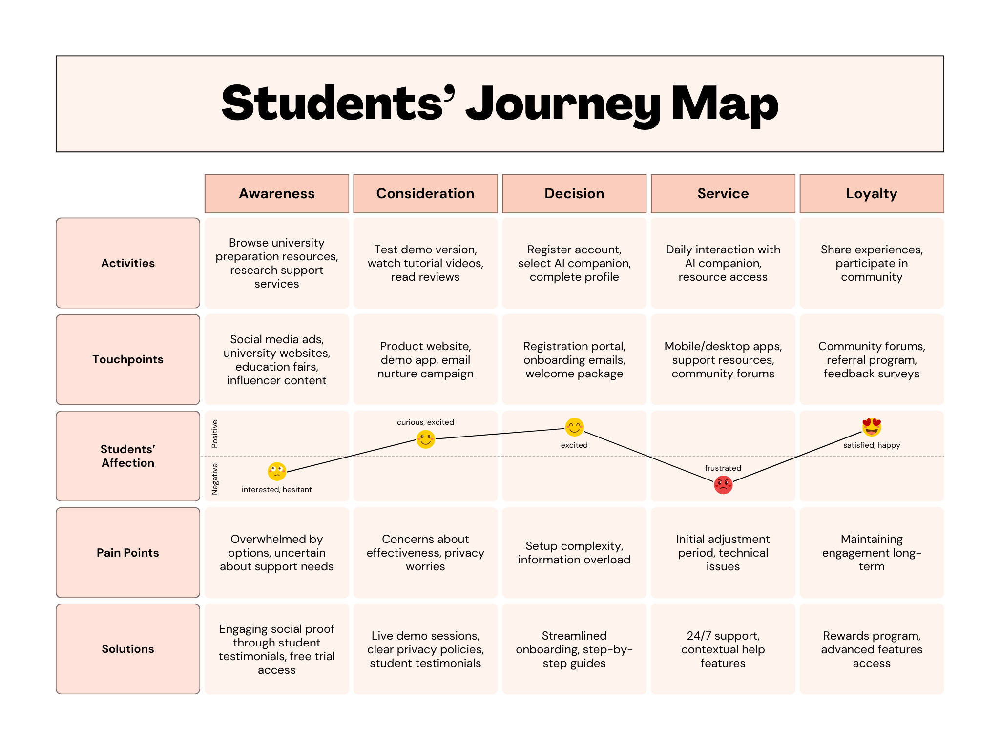 Students’ Journey Map
Awareness
Consideration
Decision
Service
Loyalty
Activities
Browse university
preparation resources,
research support
services
Test demo version,
watch tutorial videos,
read reviews
Register account,
select AI companion,
complete profile
Daily interaction with
AI companion,
resource access
Share experiences,
participate in
community
Touchpoints
Social media ads,
university websites,
education fairs,
influencer content
Product website,
demo app, email
nurture campaign
Registration portal,
onboarding emails,
welcome package
Mobile/desktop apps,
support resources,
community forums
Community forums,
referral program,
feedback surveys
Students’
Affection
Positive
Negative
interested, hesitant
curious, excited
excited
frustrated
satisfied, happy
Pain Points
Overwhelmed by
options, uncertain
about support needs
Concerns about
effectiveness, privacy
worries
Setup complexity,
information overload
Initial adjustment
period, technical
issues
Maintaining
engagement long-
term
Solutions
Engaging social proof
through student
testimonials, free trial
access
Live demo sessions,
clear privacy policies,
student testimonials
Streamlined
onboarding, step-by-
step guides
24/7 support,
contextual help
features
Rewards program,
advanced features
access